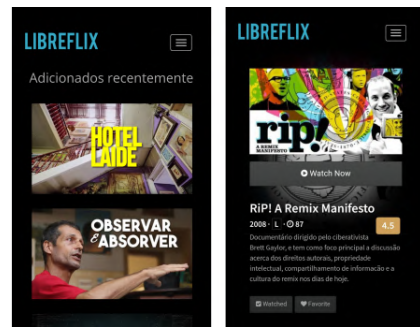 LIBREFLIX
Adicionados recentemente
HOTEL
LAIDE
OBSERVAR
& ABSORVER
LIBREFLIX
rip!
A REMIX
MANIFESTO
Watch Now
RiP! A Remix Manifesto
2008 · L · 87
4.5
Documentário dirigido pelo ciberativista
Brett Gaylor, e tem como foco principal a discussão
acerca dos direitos autorais, propriedade
intelectual, compartilhamento de informação e a
cultura do remix nos dias de hoje.
Watched
Favorite